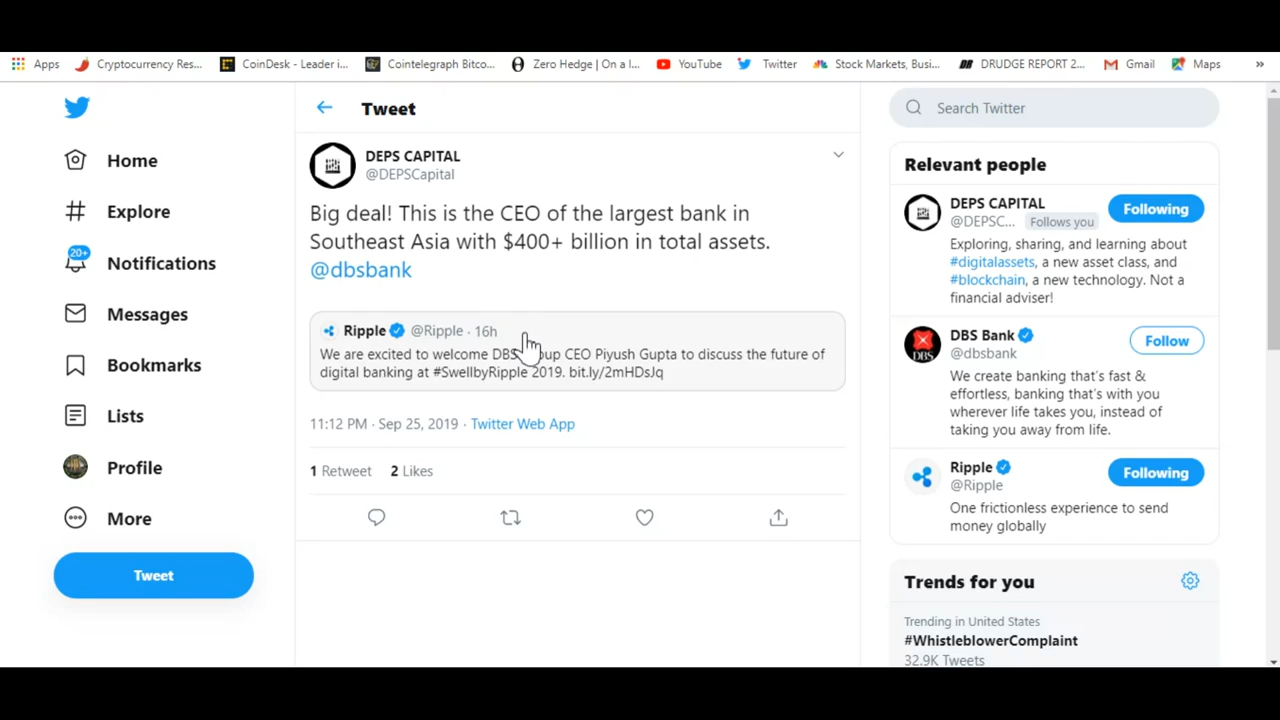 Apps Cryptocurrency Res... CoinDesk - Leader i... Cointelegraph Bitco... Zero Hedge | On a l... YouTube Twitter Stock Markets, Busi... DRUDGE REPORT 2... Gmail Maps »
Home
Explore
20+
Notifications
Messages
Bookmarks
Lists
Profile
More
Tweet
Tweet
DEPS CAPITAL
@DEPSCapital
Big deal! This is the CEO of the largest bank in
Southeast Asia with $400+ billion in total assets.
@dbsbank
Ripple @Ripple · 16h
We are excited to welcome DBS CEO Piyush Gupta to discuss the future of
digital banking at #SwellbyRipple 2019. bit.ly/2mHDsJq
11:12 PM · Sep 25, 2019 · Twitter Web App
1 Retweet 2 Likes
Search Twitter
Relevant people
DEPS CAPITAL
@DEPSC... Follows you
Following
Exploring, sharing, and learning about
#digitalassets, a new asset class, and
#blockchain, a new technology. Not a
financial adviser!
DBS
DBS Bank
@dbsbank
Follow
We create banking that's fast &
effortless, banking that's with you
wherever life takes you, instead of
taking you away from life.
Ripple
@Ripple
Following
One frictionless experience to send
money globally
Trends for you
Trending in United States
#WhistleblowerComplaint
32.9K Tweets